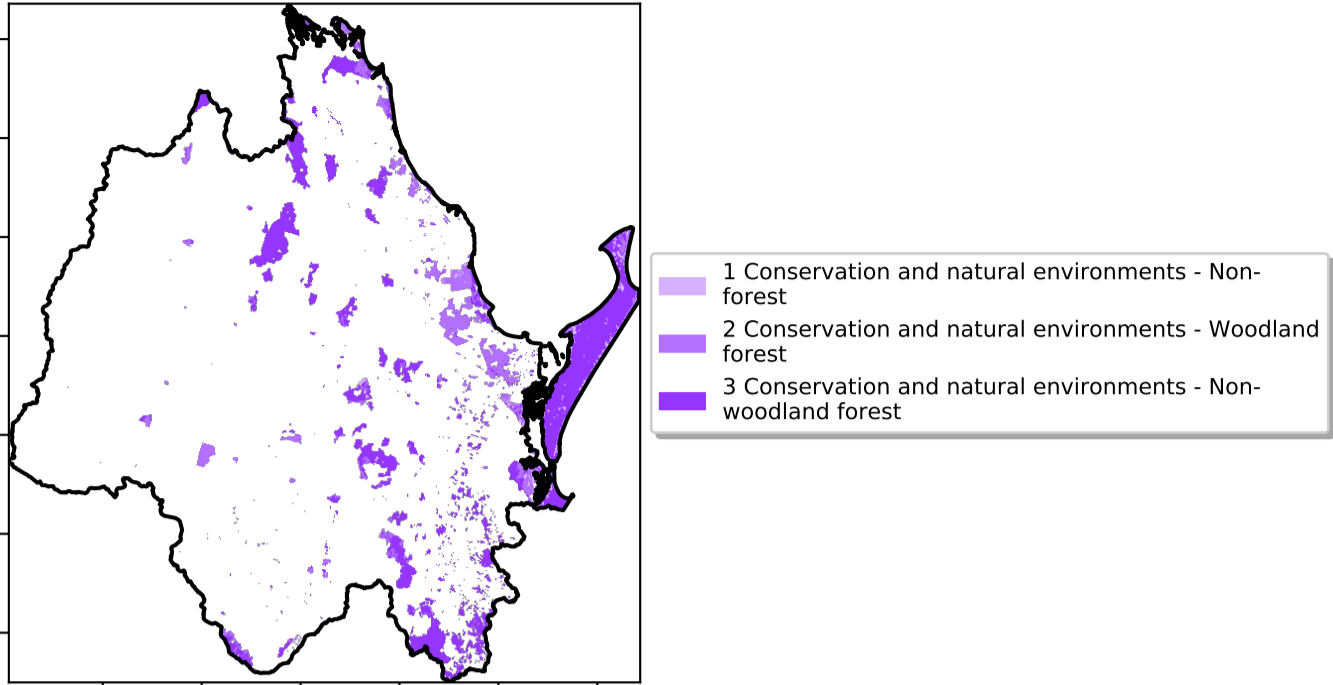 1 Conservation and natural environments - Non-
forest
2 Conservation and natural environments - Woodland
forest
3 Conservation and natural environments - Non-
woodland forest